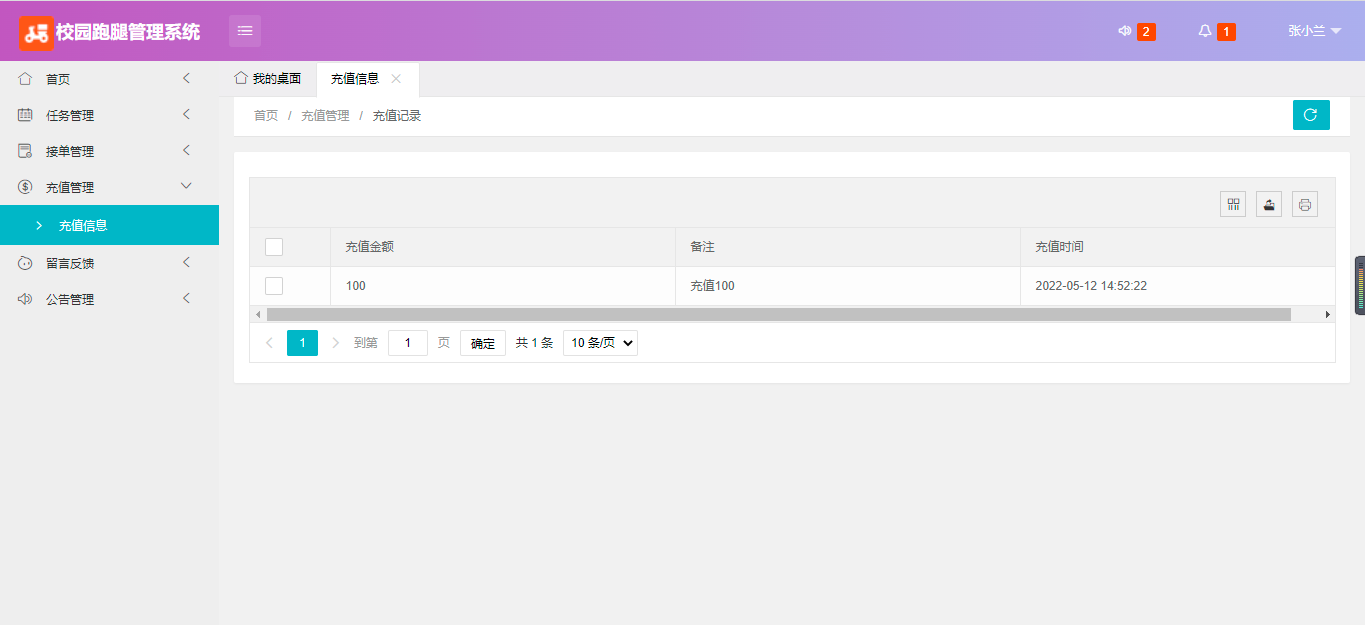 校园跑腿管理系统
2
1
张小兰
首页
任务管理
接单管理
充值管理
充值信息
留言反馈
公告管理
我的桌面 充值信息
首页 / 充值管理 / 充值记录
充值金额 备注 充值时间
100 充值100 2022-05-12 14:52:22
1 到第 1 页 确定 共 1 条 10 条/页